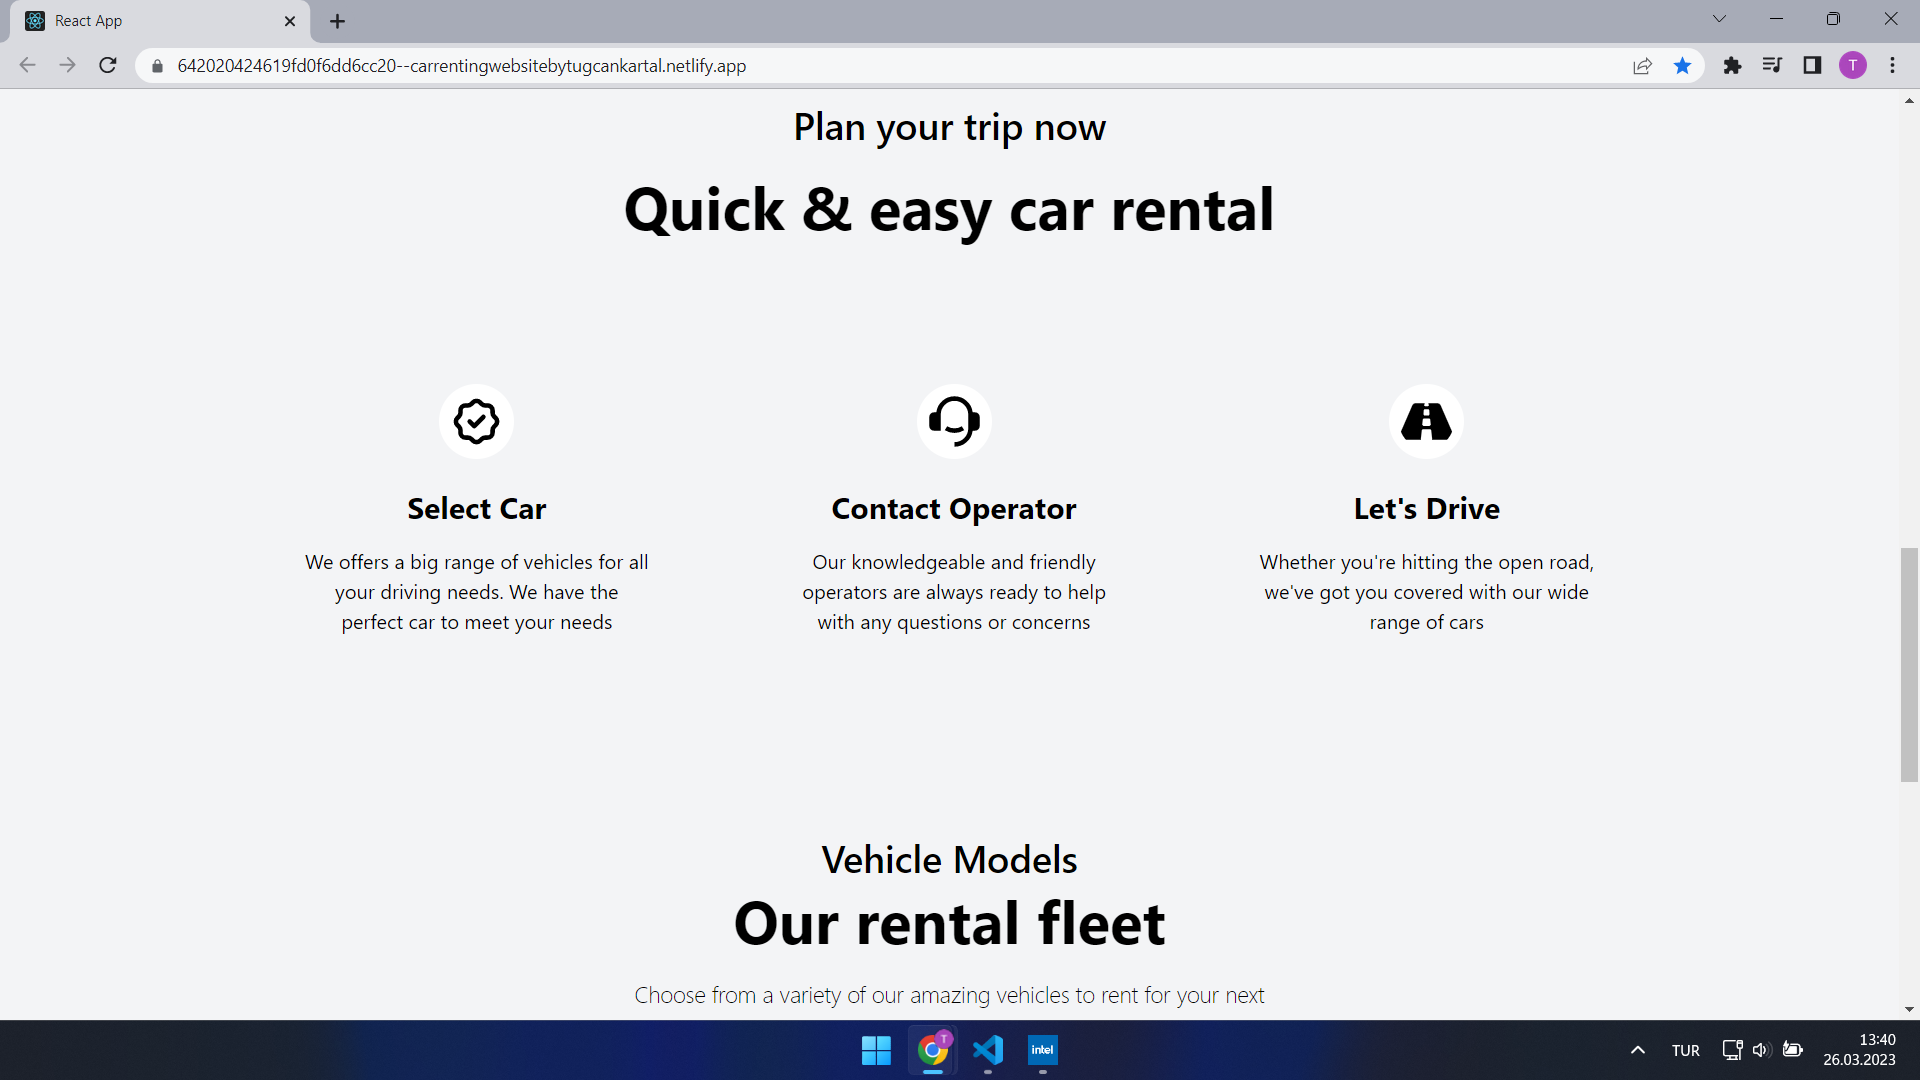 React App
642020424619fd0f6dd6cc20--carrentingwebsitebytugcankartal.netlify.app
T
Plan your trip now
Quick & easy car rental
Select Car
We offers a big range of vehicles for all
your driving needs. We have the
perfect car to meet your needs
Contact Operator
Our knowledgeable and friendly
operators are always ready to help
with any questions or concerns
Let's Drive
Whether you're hitting the open road,
we've got you covered with our wide
range of cars
Vehicle Models
Our rental fleet
Choose from a variety of our amazing vehicles to rent for your next
T
intel
TUR
13:40
26.03.2023